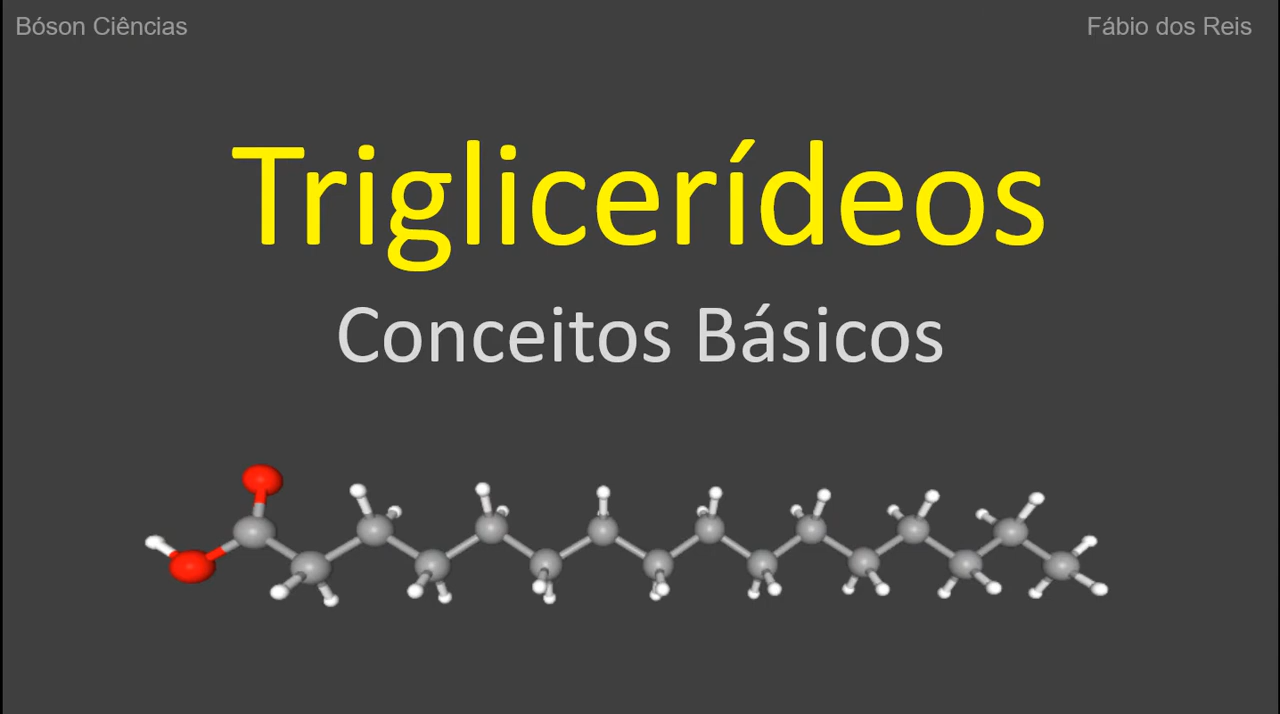 Bóson Ciências
Fábio dos Reis
Triglicerídeos
Conceitos Básicos